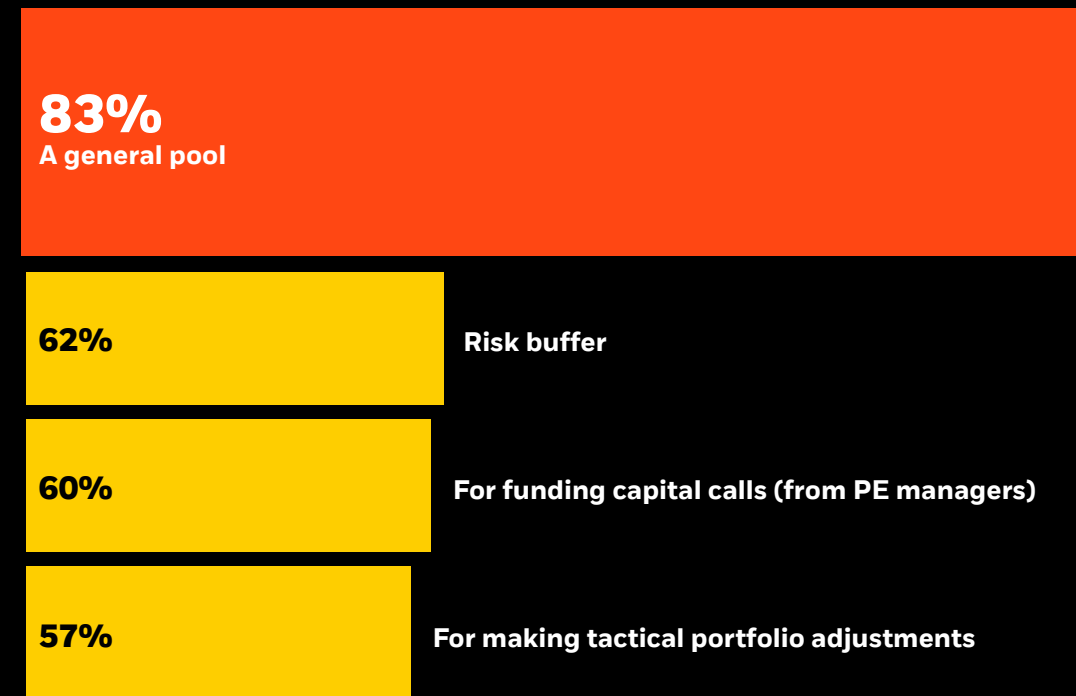 83%
A general pool
62%
Risk buffer
60%
For funding capital calls (from PE managers)
57%
For making tactical portfolio adjustments